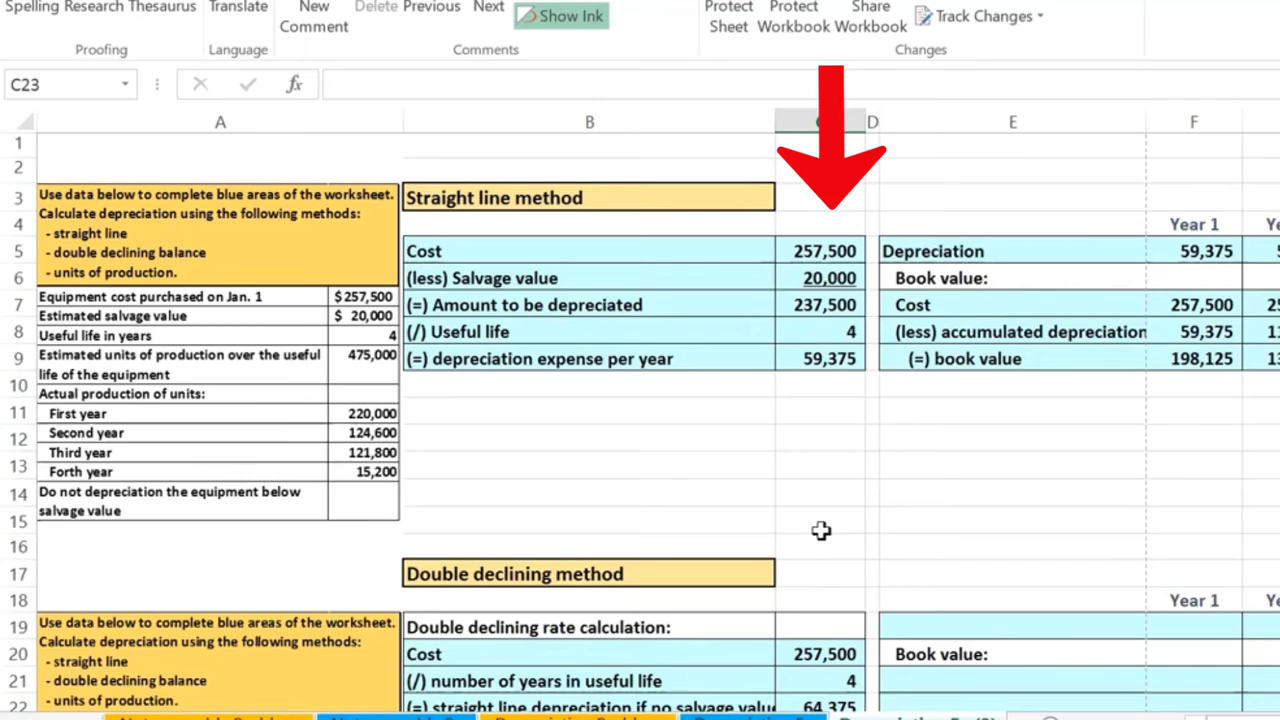 Spelling Research Thesaurus
Translate
New Comment
Delete Previous Next
Show Ink
Protect Sheet
Protect Workbook
Share Workbook
Track Changes
Proofing
Language
Comments
Changes
C23
fx
A B D E F
1
2
3
4
5
6
7
8
9
10
11
12
13
14
15
16
17
18
19
20
21
22
Use data below to complete blue areas of the worksheet.
Calculate depreciation using the following methods:
- straight line
- double declining balance
- units of production.
Equipment cost purchased on Jan. 1 $257,500
Estimated salvage value $ 20,000
Useful life in years 4
Estimated units of production over the useful 475,000
life of the equipment
Actual production of units:
First year 220,000
Second year 124,600
Third year 121,800
Forth year 15,200
Do not depreciation the equipment below
salvage value
Straight line method
Cost 257,500
(less) Salvage value 20,000
(=) Amount to be depreciated 237,500
(/) Useful life 4
(=) depreciation expense per year 59,375
Year 1
Depreciation 59,375
Book value:
Cost 257,500
(less) accumulated depreciation 59,375
(=) book value 198,125
Double declining method
Year 1
Use data below to complete blue areas of the worksheet.
Calculate depreciation using the following methods:
- straight line
- double declining balance
- units of production.
Double declining rate calculation:
Cost 257,500
(/) number of years in useful life 4
(=) straight line depreciation if no salvage 64,375
Book value: